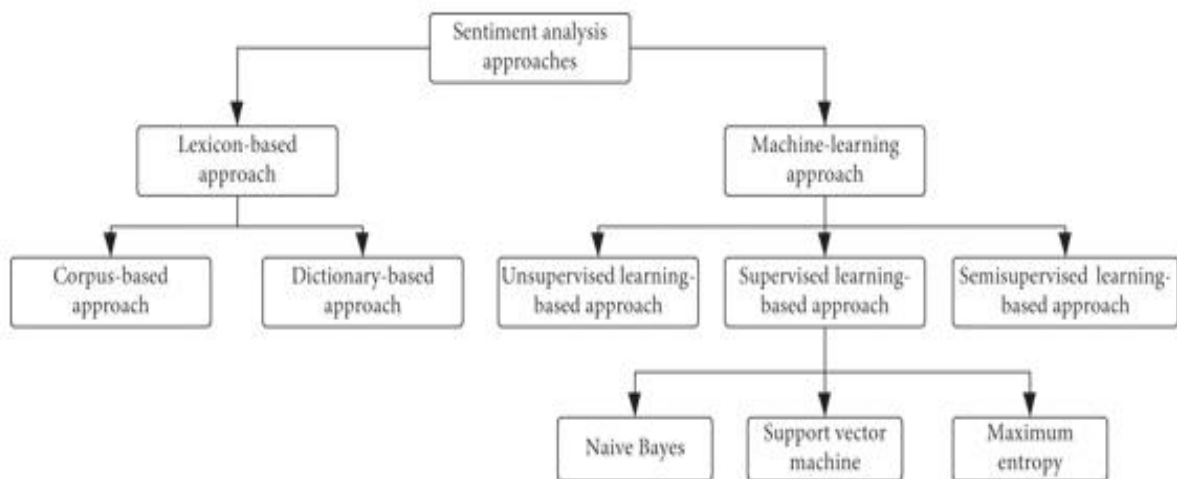 Sentiment analysis
approaches
Lexicon-based
approach
Machine-learning
approach
Corpus-based
approach
Dictionary-based
approach
Unsupervised learning-
based approach
Supervised learning-
based approach
Semisupervised learning-
based approach
Naive Bayes
Support vector
machine
Maximum
entropy